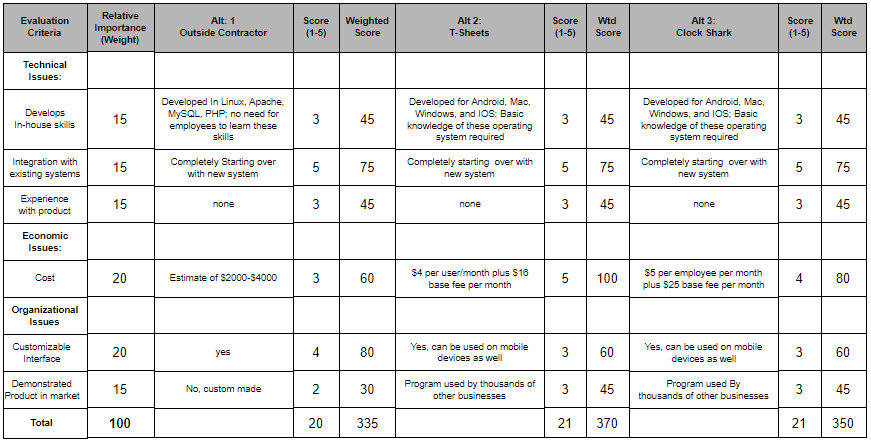 Evaluation
Criteria
Relative
Importance
(Weight)
Alt: 1
Outside Contractor
Score
(1-5)
Weighted
Score
Alt 2:
T-Sheets
Score
(1-5)
Wtd
Score
Alt 3:
Clock Shark
Score
(1-5)
Wtd
Score
Technical
Issues:
Develops
In-house skills
15
Developed In Linux, Apache,
MySQL, PHP; no need for
employees to learn these
skills
3
45
Developed for Android, Mac,
Windows, and IOS; Basic
knowledge of these operating
system required
3
45
Developed for Android, Mac,
Windows, and IOS; Basic
knowledge of these operating
system required
3
45
Integration with
existing systems
15
Completely Starting over
with new system
5
75
Completely starting over with
new system
5
75
Completely starting over with
new system
5
75
Experience
with product
15
none
3
45
none
3
45
none
3
45
Economic
Issues:
Cost
20
Estimate of $2000-$4000
3
60
$4 per user/month plus $16
base fee per month
5
100
$5 per employee per month
plus $25 base fee per month
4
80
Organizational
Issues
Customizable
Interface
20
yes
4
80
Yes, can be used on mobile
devices as well
3
60
Yes, can be used on mobile
devices as well
3
60
Demonstrated
Product in market
15
No, custom made
2
30
Program used by thousands of
other businesses
3
45
Program used By
thousands of other businesses
3
45
Total
100
20
335
21
370
21
350